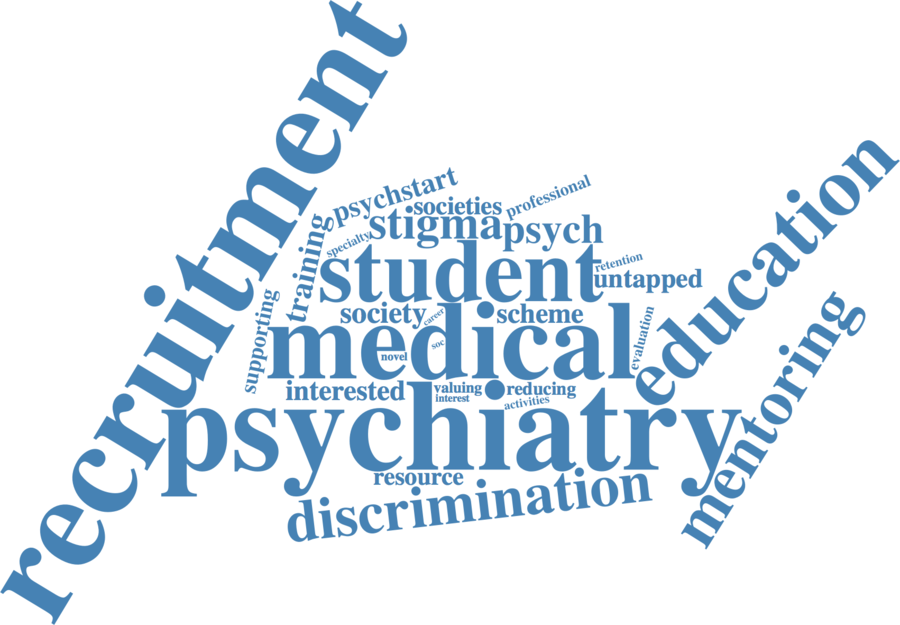 recruitment
psychstart
societies
professional
stigma
psych
training
specialty
student
retention
untapped
education
supporting
society
career
scheme
medical
soc
novel
evaluation
mentoring
interested
valuing
interest
reducing
activities
psychiatry
resource
discrimination